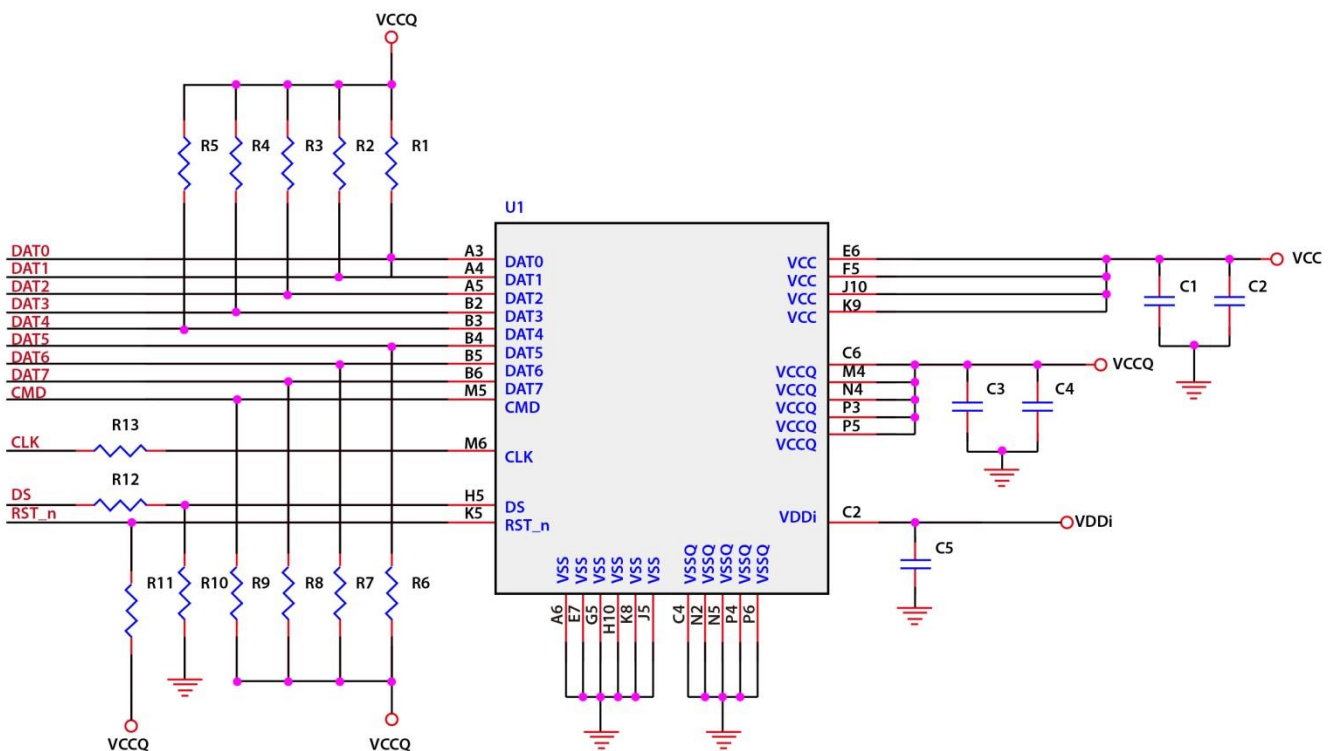 VCCQ
R5 R4 R3 R2 R1
U1
DAT0 A3 DAT0
DAT1 A4 DAT1
DAT2 A5 DAT2
DAT3 B2 DAT3
DAT4 B3 DAT4
DAT5 B4 DAT5
DAT6 B5 DAT6
DAT7 B6 DAT7
CMD M5 CMD
R13
CLK M6 CLK
R12
DS H5 DS
RST_n K5 RST_n
R11 R10 R9 R8 R7 R6
VCCQ VCCQ
VCC E6
VCC F5
VCC J10
VCC K9
C1 C2 VCC
VCCQ C6
VCCQ M4
VCCQ N4
VCCQ P3
VCCQ P5
C3 C4 VCCQ
VDDi C2 VDDi
C5
VSS VSS VSS VSS VSS VSS
A6 E7 G5 H10 K8 J5
VSSQ VSSQ VSSQ VSSQ VSSQ
C4 N2 N5 P4 P6